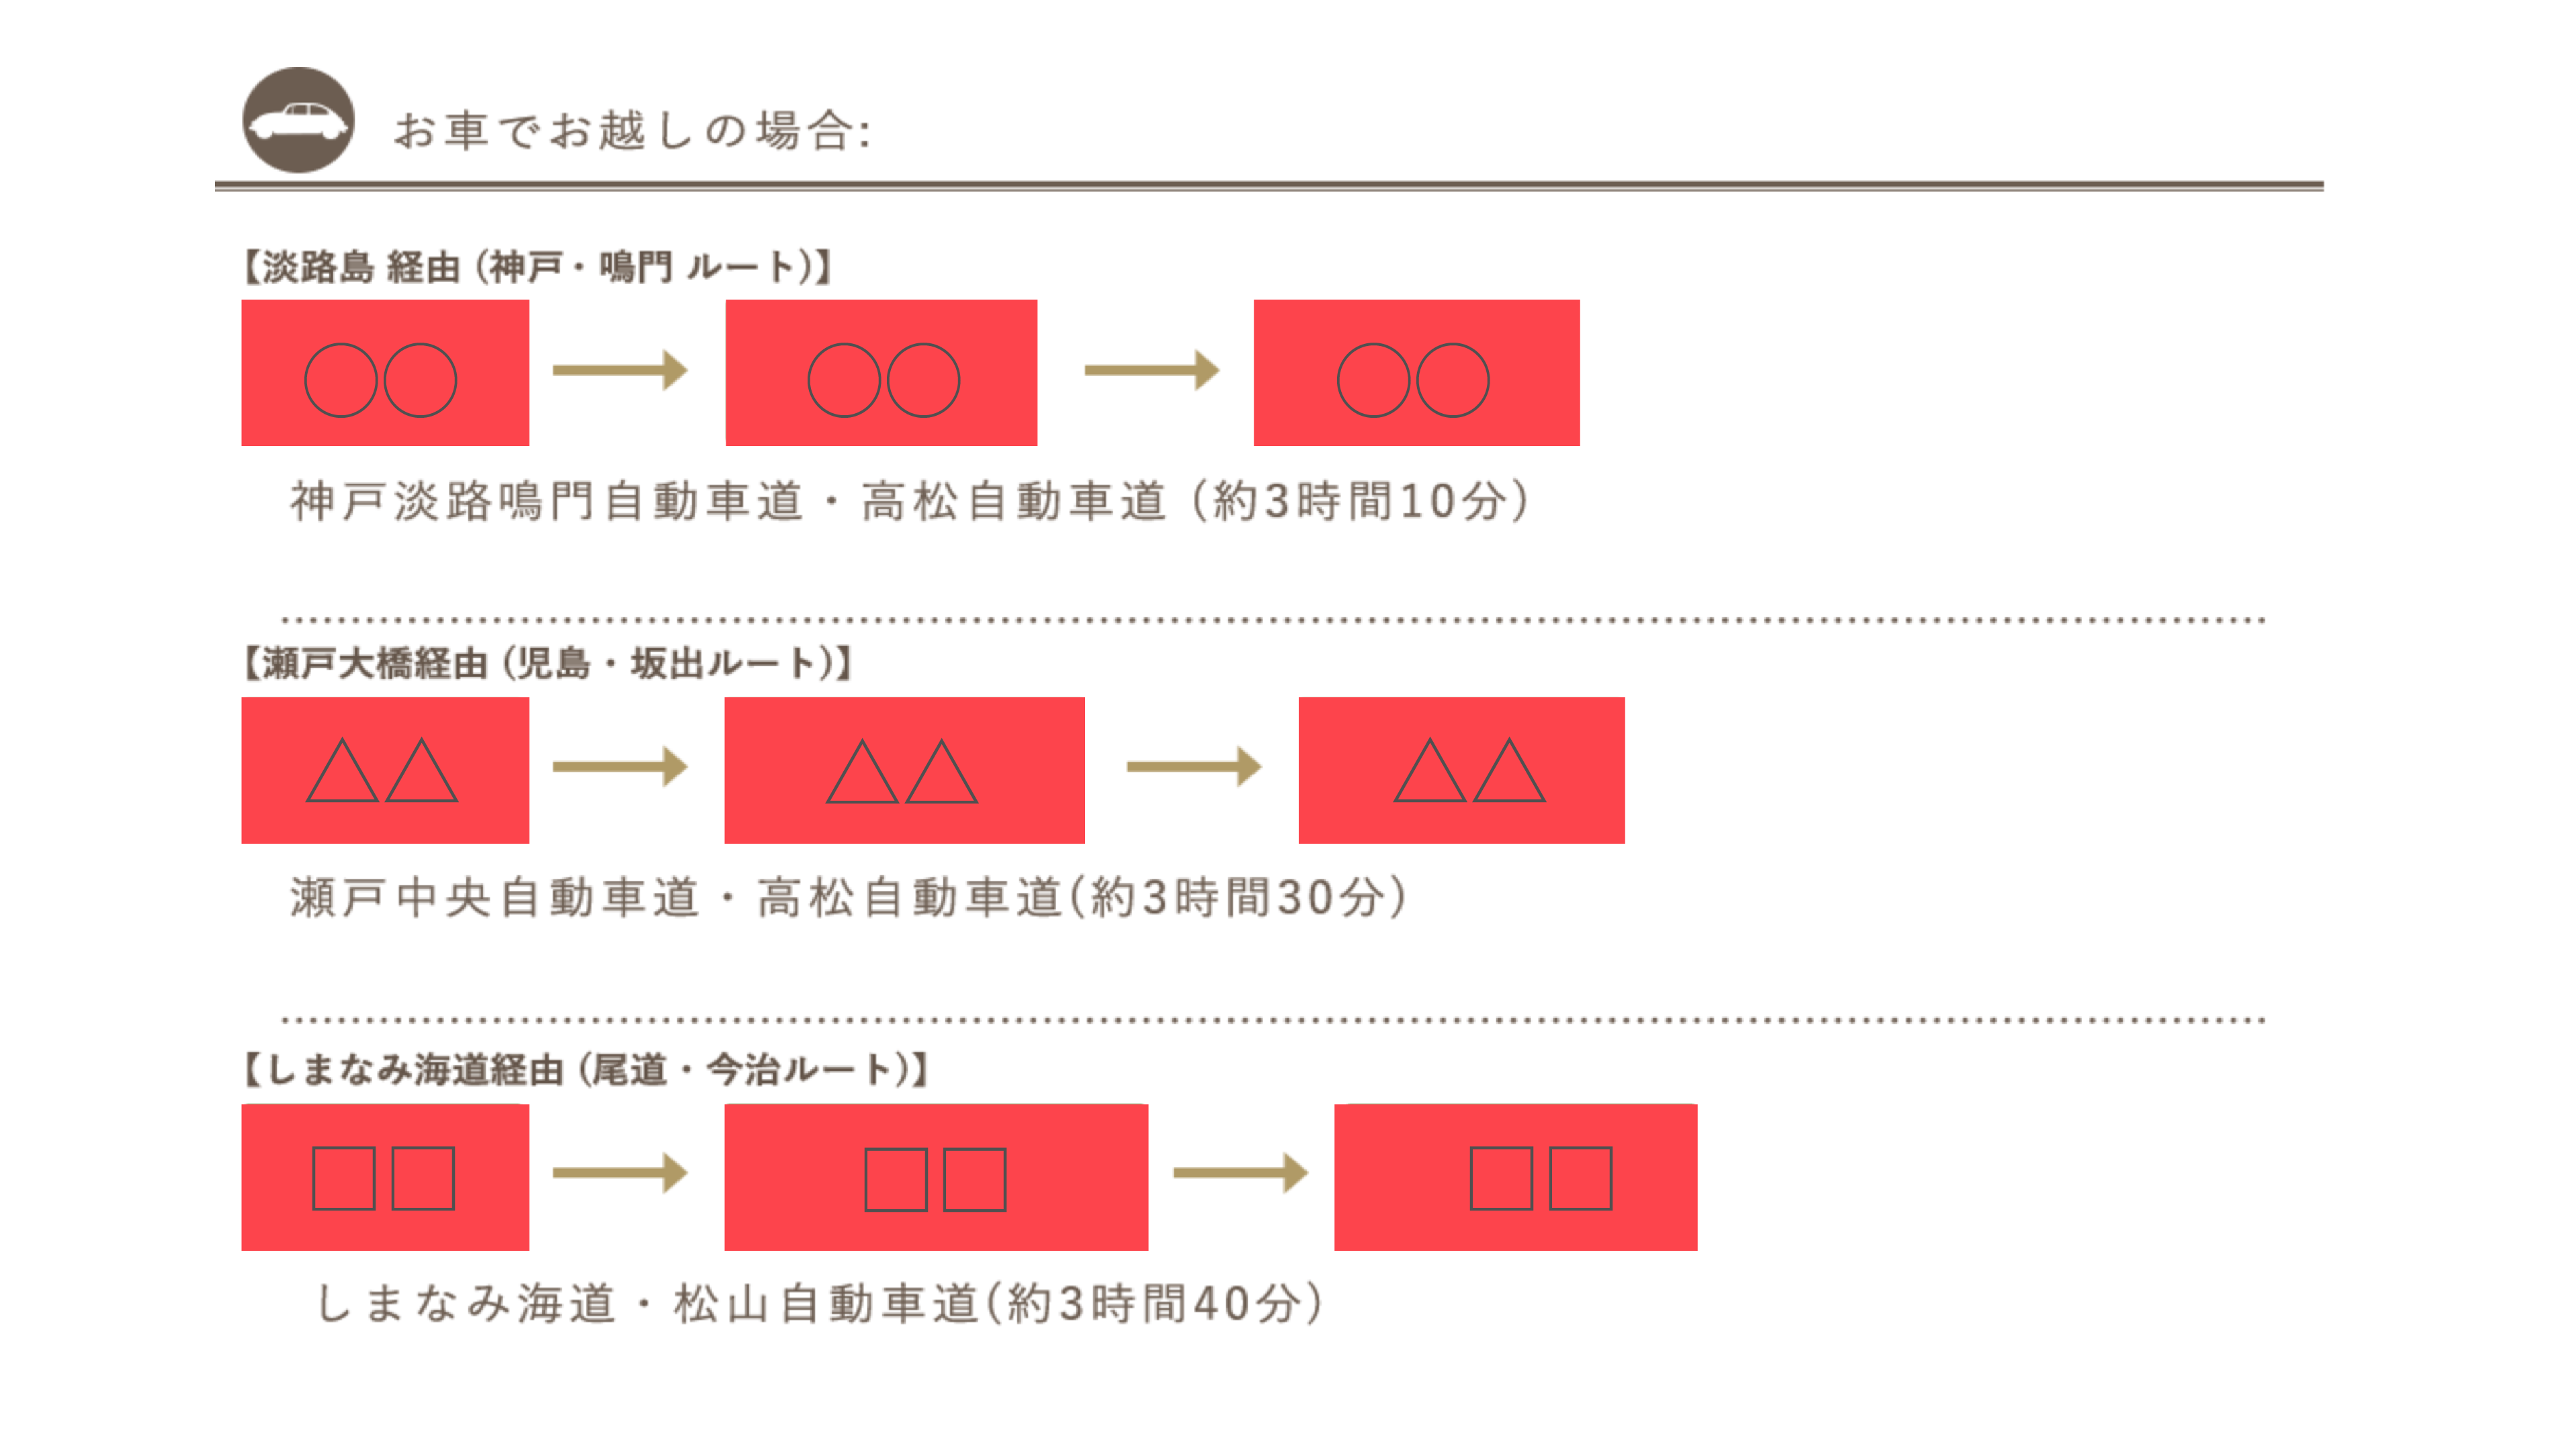 お車でお越しの場合:
【淡路島 経由 (神戸・鳴門 ルート)】
○○ ○○ ○○
神戸淡路鳴門自動車道・高松自動車道 (約3時間10分)
【瀬戸大橋経由 (児島・坂出ルート)】
△△ △△ △△
瀬戸中央自動車道・高松自動車道(約3時間30分)
【しまなみ海道経由 (尾道・今治ルート)】
□□ □□ □□
しまなみ海道・松山自動車道(約3時間40分)